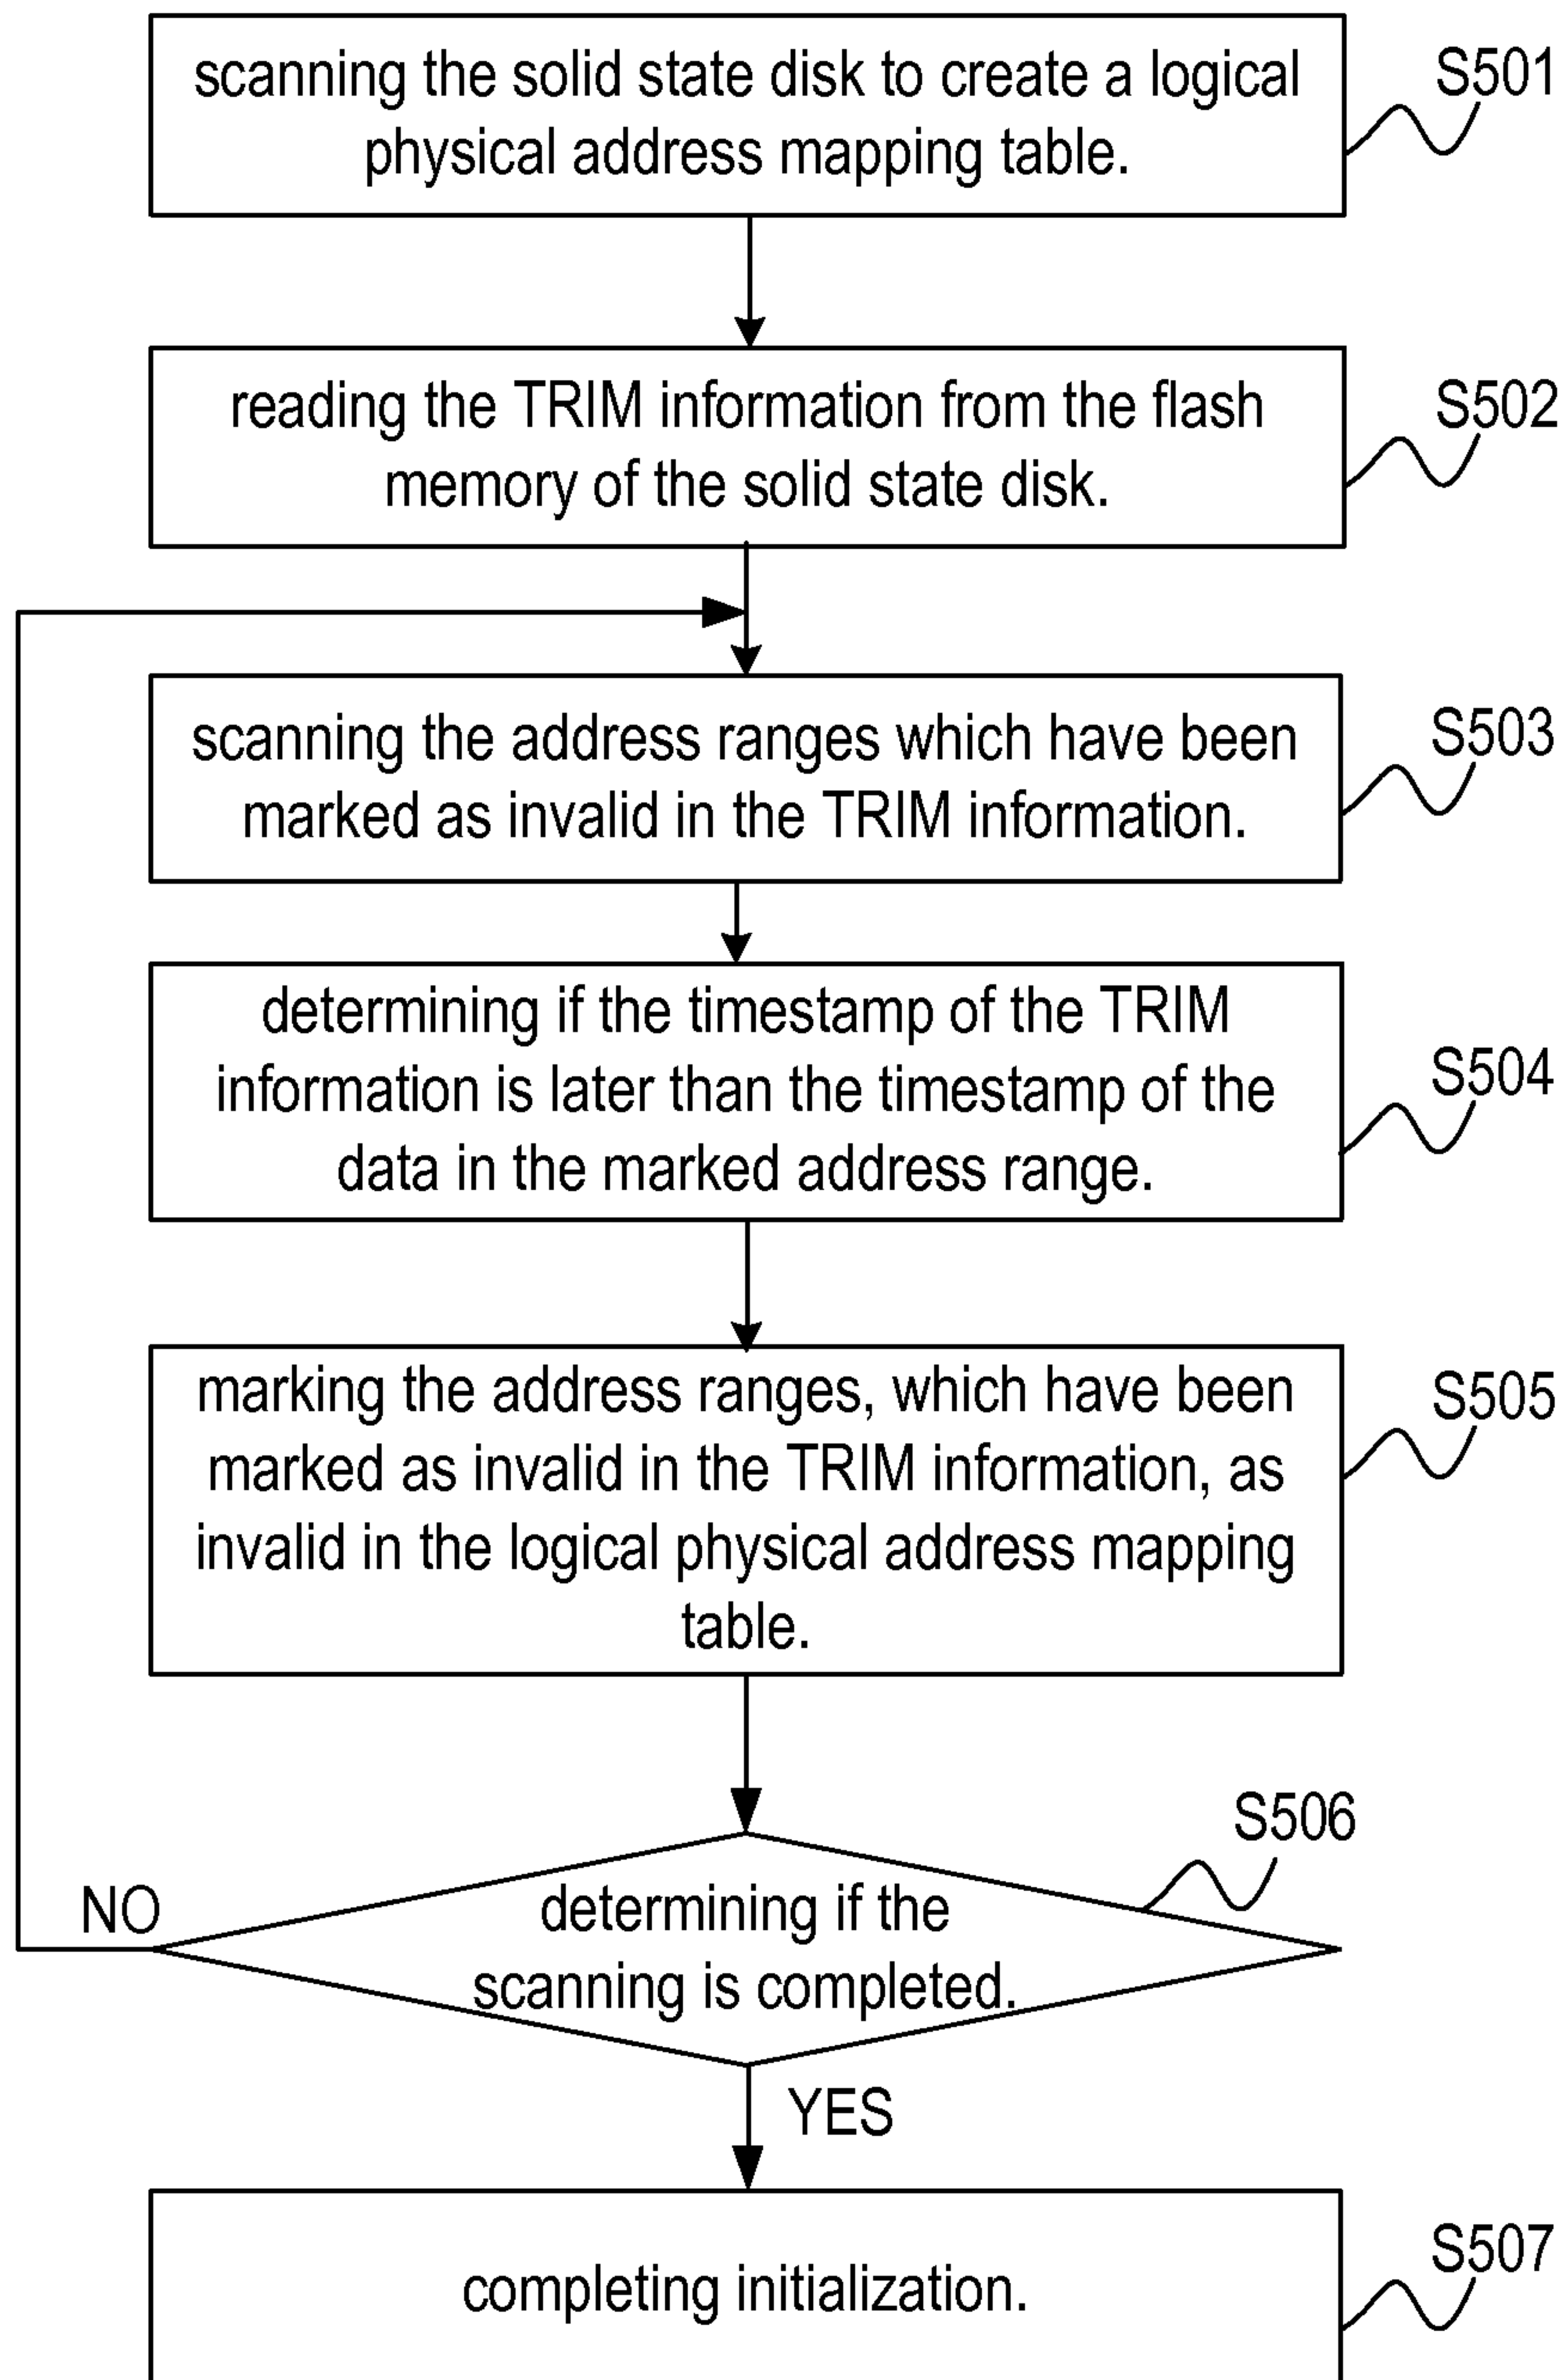 scanning the solid state disk to create a logical
physical address mapping table.
S501
reading the TRIM information from the flash
memory of the solid state disk.
S502
scanning the address ranges which have been
marked as invalid in the TRIM information.
S503
determining if the timestamp of the TRIM
information is later than the timestamp of the
data in the marked address range.
S504
marking the address ranges, which have been
marked as invalid in the TRIM information, as
invalid in the logical physical address mapping
table.
S505
S506
NO
determining if the
scanning is completed.
YES
completing initialization.
S507